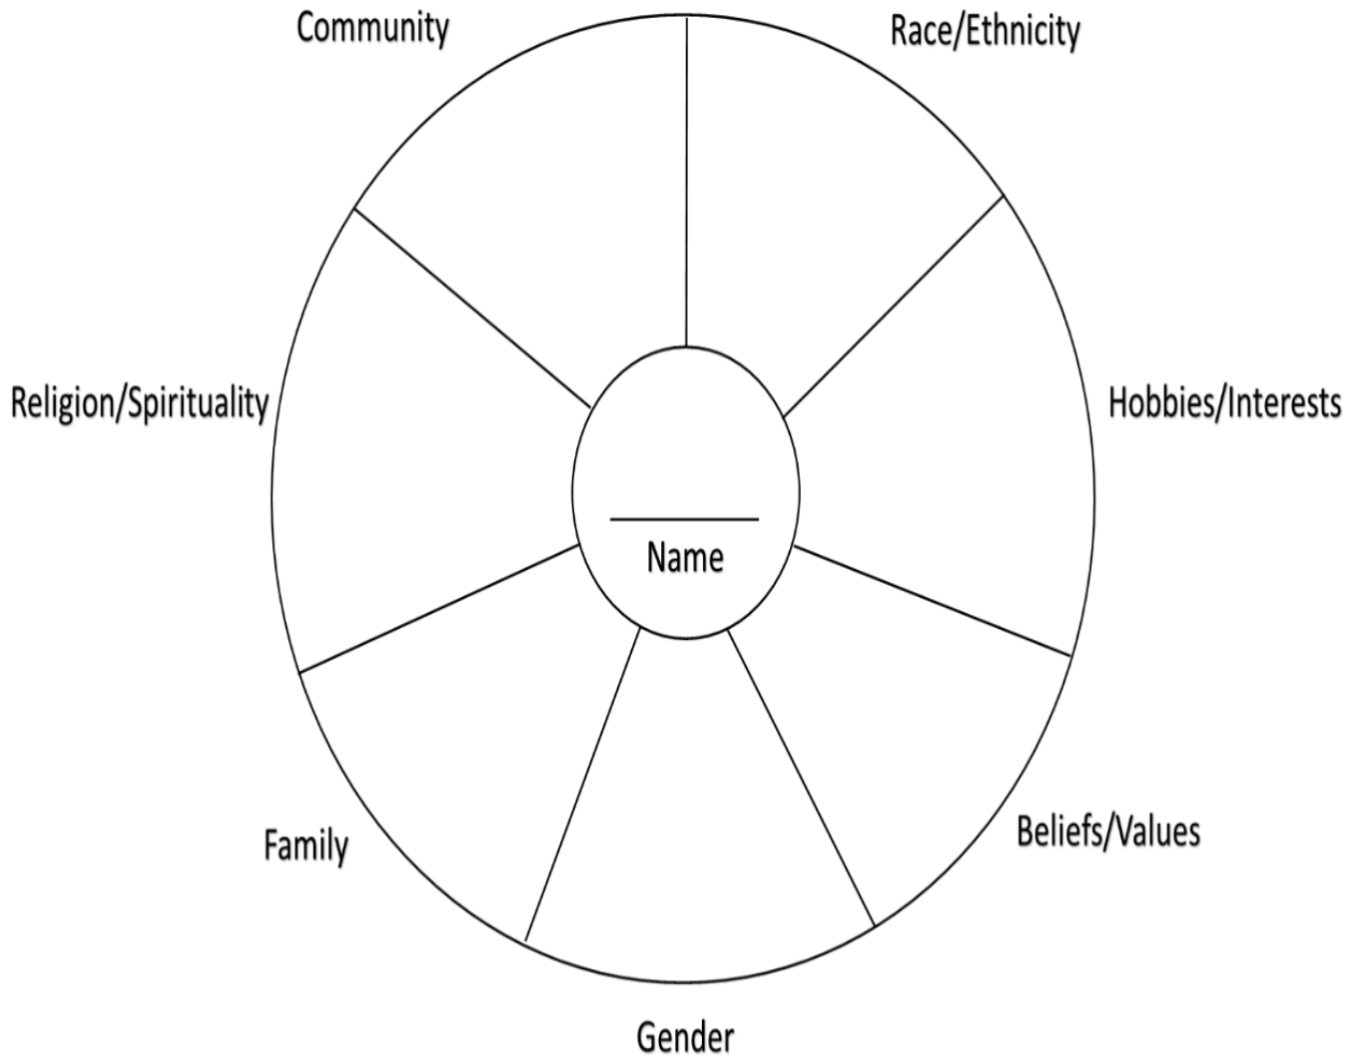 Community
Race/Ethnicity
Religion/Spirituality
Hobbies/Interests
Name
Family
Beliefs/Values
Gender